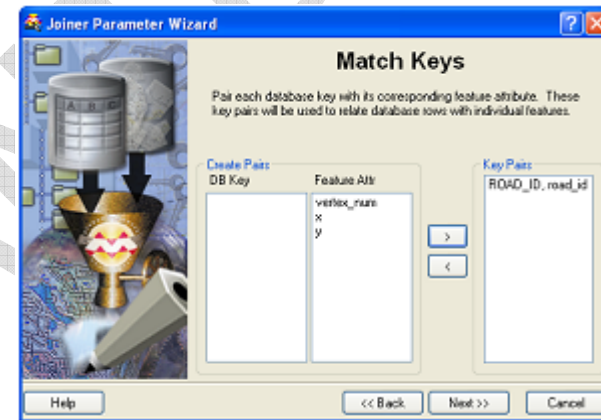 Joiner Parameter Wizard
Match Keys
Pair each database key with its corresponding feature attribute. These
key pairs will be used to relate database rows with individual features.
Create Pairs
DB Key
Feature Attr
vertex_num
x
y
>
<
Key Pairs
ROAD_ID, road_id
A B C
Help
<< Back
Next >>
Cancel